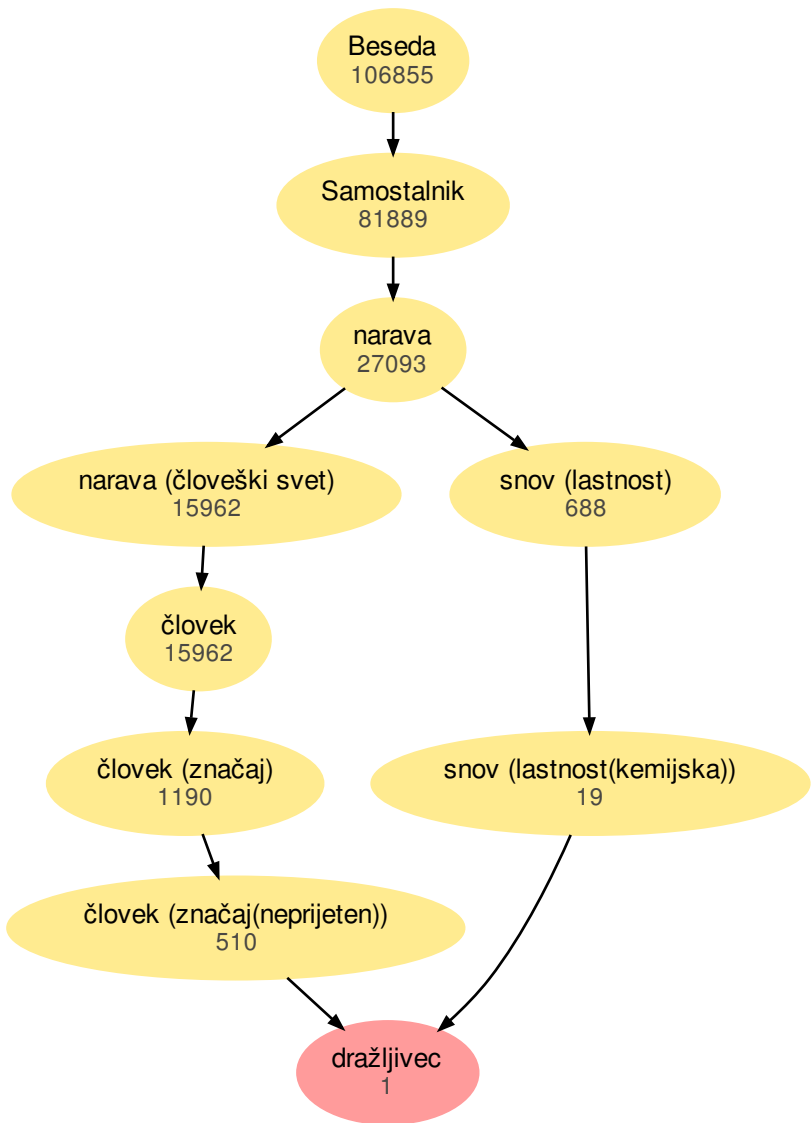 Beseda
106855
Samostalnik
81889
narava
27093
narava (človeški svet)
15962
snov (lastnost)
688
človek
15962
človek (značaj)
1190
snov (lastnost(kemijska))
19
človek (značaj(neprijeten))
510
dražljivec
1